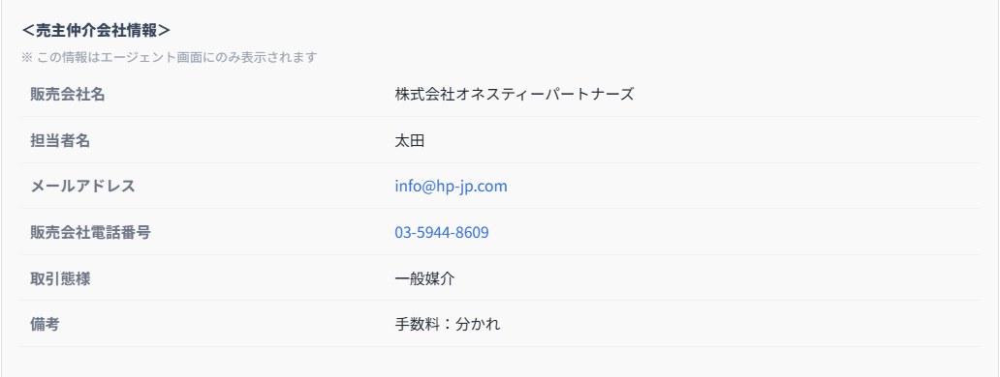 ＜売主仲介会社情報＞
※ この情報はエージェント画面にのみ表示されます
販売会社名 株式会社オネスティーパートナーズ
担当者名 太田
メールアドレス info@hp-jp.com
販売会社電話番号 03-5944-8609
取引態様 一般媒介
備考 手数料：分かれ